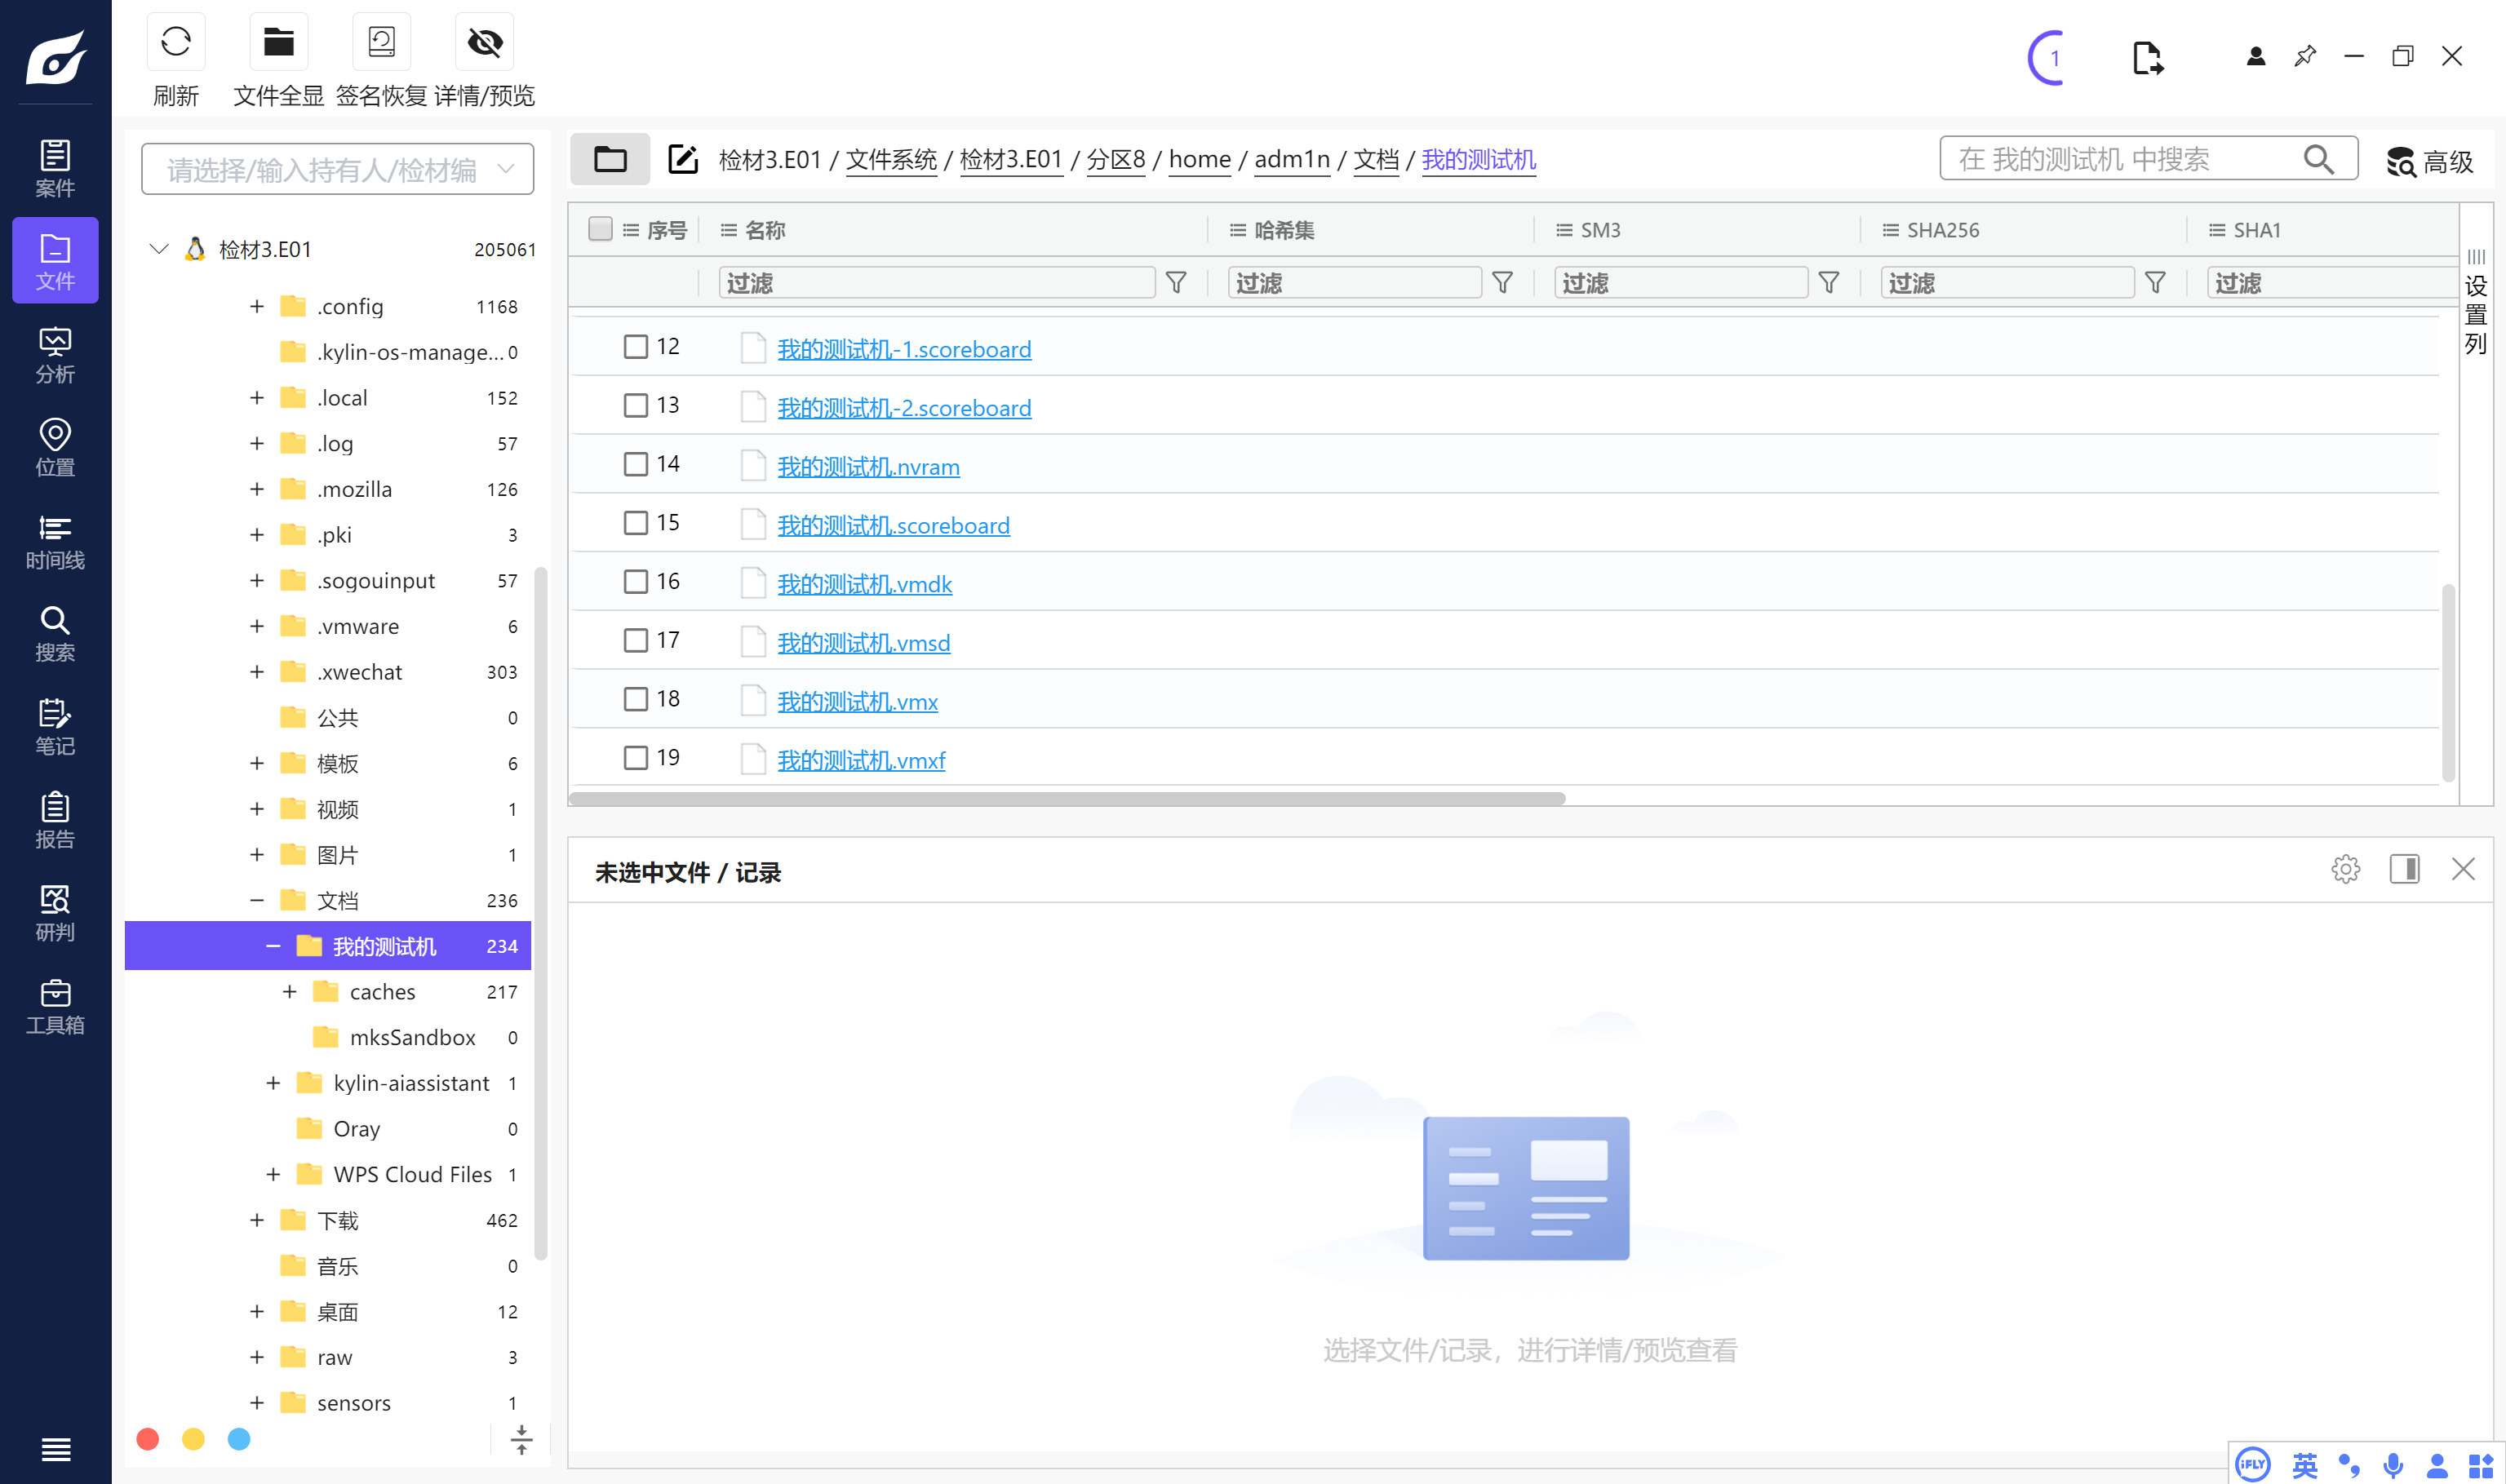 刷新 文件全显 签名恢复 详情/预览
1
案件
文件
分析
位置
时间线
搜索
笔记
报告
研判
工具箱
请选择/输入持有人/检材编
检材3.E01 205061
.config 1168
.kylin-os-manage... 0
.local 152
.log 57
.mozilla 126
.pki 3
.sogouinput 57
.vmware 6
.xwechat 303
公共 0
模板 6
视频 1
图片 1
文档 236
我的测试机 234
caches 217
mksSandbox 0
kylin-aiassistant 1
Oray 0
WPS Cloud Files 1
下载 462
音乐 0
桌面 12
raw 3
sensors 1
检材3.E01 / 文件系统 / 检材3.E01 / 分区8 / home / adm1n / 文档 / 我的测试机
在 我的测试机 中搜索
高级
序号 名称 哈希集 SM3 SHA256 SHA1
过滤 过滤 过滤 过滤 过滤
设置列
12 我的测试机-1.scoreboard
13 我的测试机-2.scoreboard
14 我的测试机.nvram
15 我的测试机.scoreboard
16 我的测试机.vmdk
17 我的测试机.vmsd
18 我的测试机.vmx
19 我的测试机.vmxf
未选中文件 / 记录
选择文件/记录，进行详情/预览查看
iFLY 英